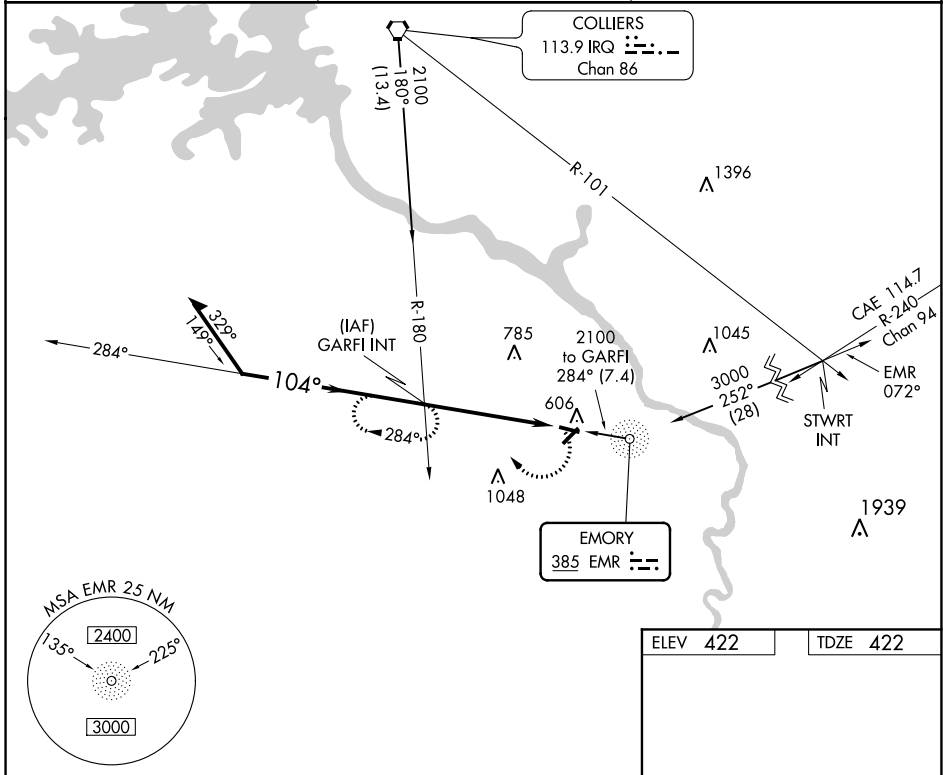 COLLIERS
113.9 IRQ
Chan 86
2100
180°
(13.4)
R-101
1396
CAE 114.7
R-240
Chan 94
R-180
329°
149°
(IAF)
GARFI INT
785
2100
to GARFI
284° (7.4)
1045
3000
252°
(28)
EMR
072°
STWRT
INT
284°
104°
606
284°
1048
1939
EMORY
385 EMR
MSA EMR 25 NM
2400
135°
225°
3000
ELEV 422
TDZE 422